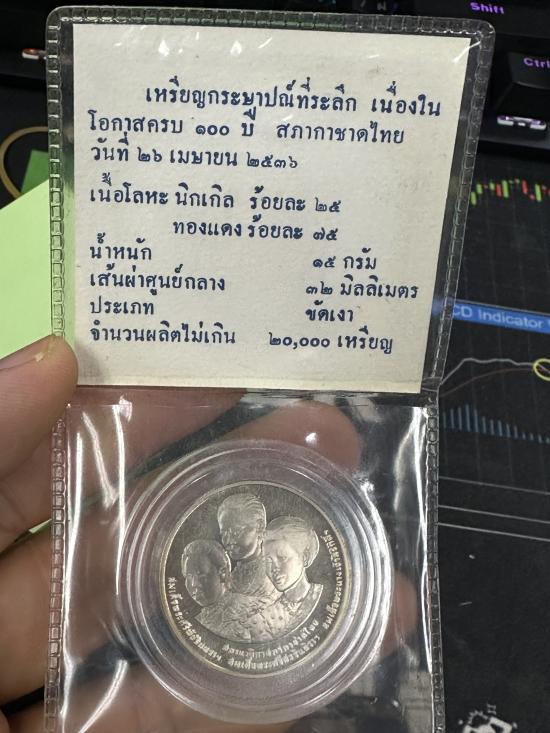 Shift
Ctrl
เหรียญกระษาปณ์ที่ระลึก เนื่องใน
โอกาสครบ ๑๐๐ ปี สภากาชาดไทย
วันที่ ๒๖ เมษายน ๒๕๓๖
เนื้อโลหะ นิกเกิล ร้อยละ ๒๕
ทองแดง ร้อยละ ๗๕
น้ำหนัก ๑๕ กรัม
เส้นผ่าศูนย์กลาง ๓๒ มิลลิเมตร
ประเภท ขัดเงา
จำนวนผลิตไม่เกิน ๒๐,๐๐๐ เหรียญ
CD Indicator